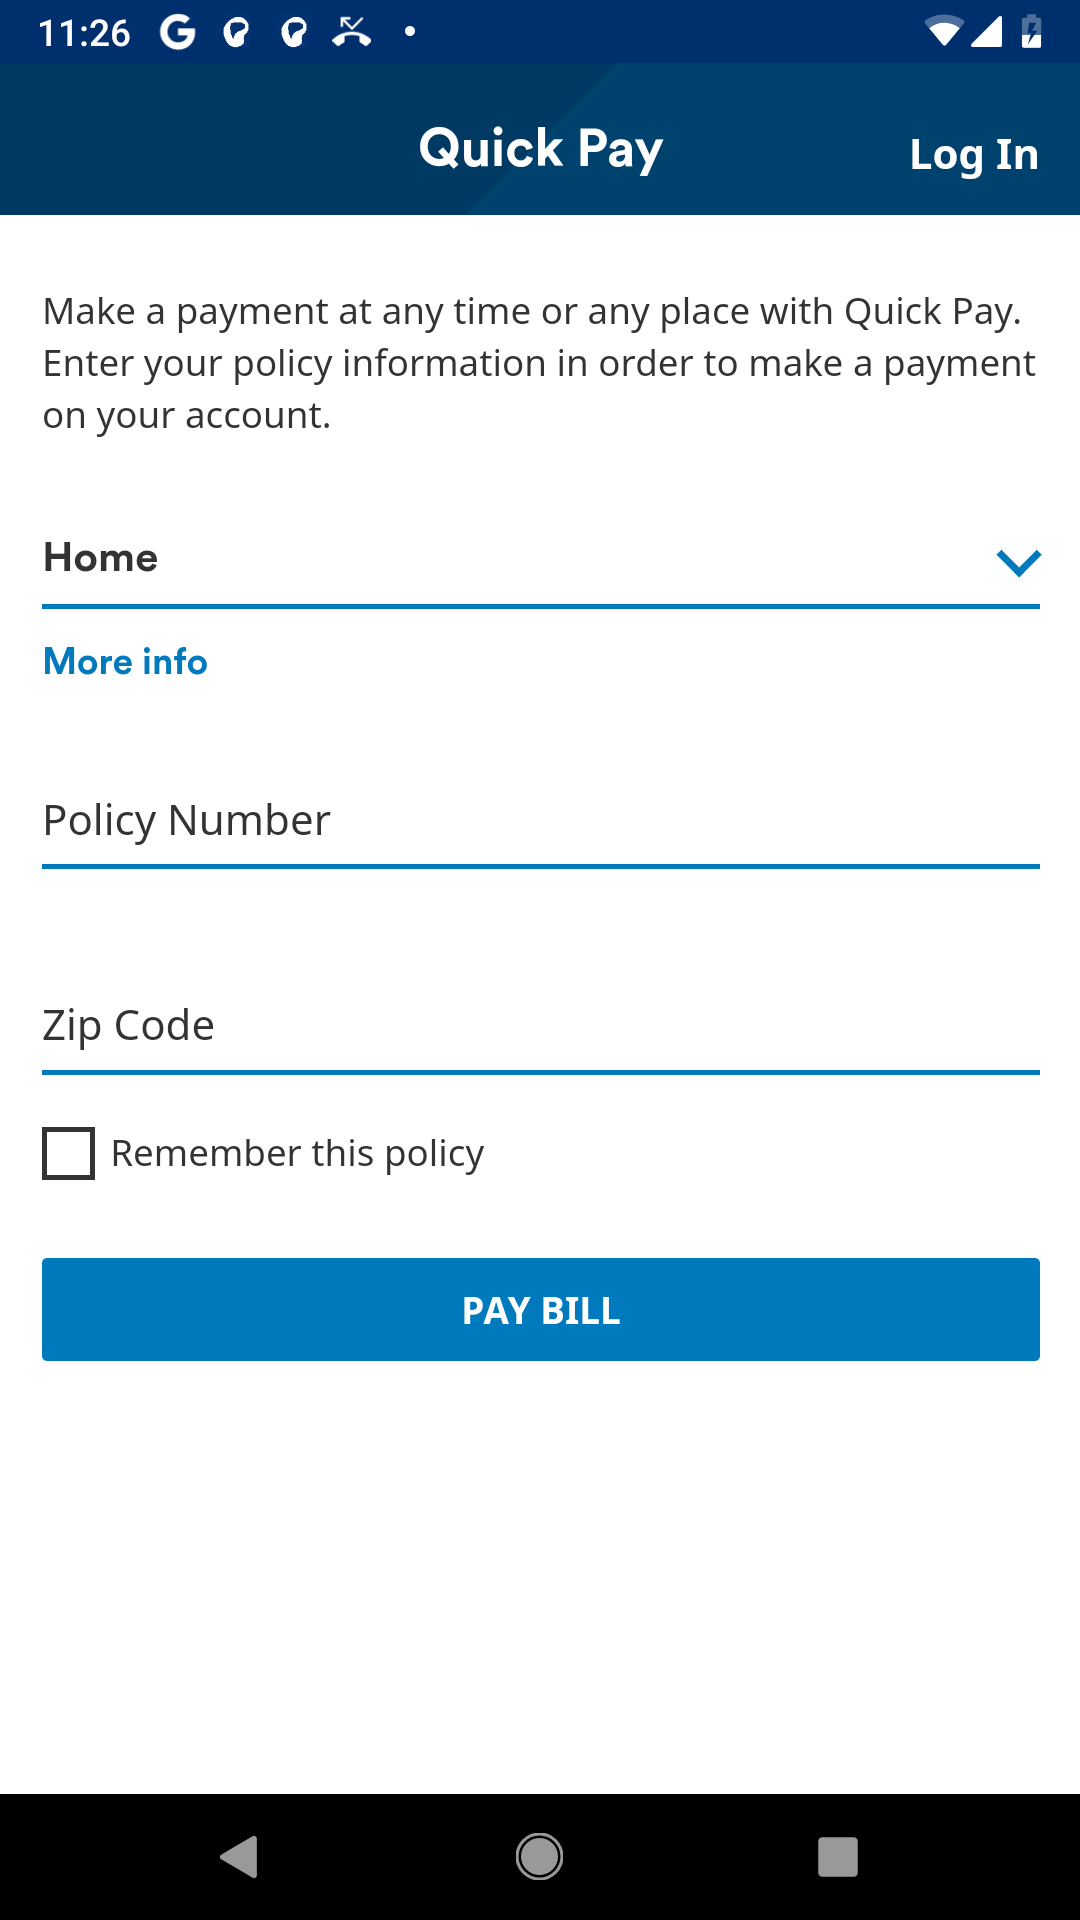 11:26
Quick Pay
Log In
Make a payment at any time or any place with Quick Pay.
Enter your policy information in order to make a payment
on your account.
Home
More info
Policy Number
Zip Code
Remember this policy
PAY BILL